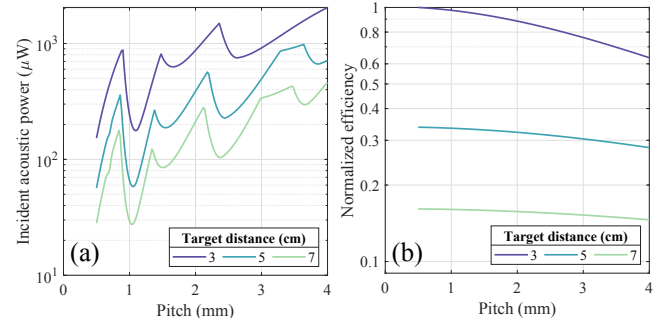 Incident acoustic power (μW)
10³
10²
10¹
(a)
Target distance (cm)
3 5 7
0 1 2 3 4
Pitch (mm)
Normalized efficiency
1
0.8
0.6
0.4
0.3
0.2
0.1
(b)
Target distance (cm)
3 5 7
0 1 2 3 4
Pitch (mm)